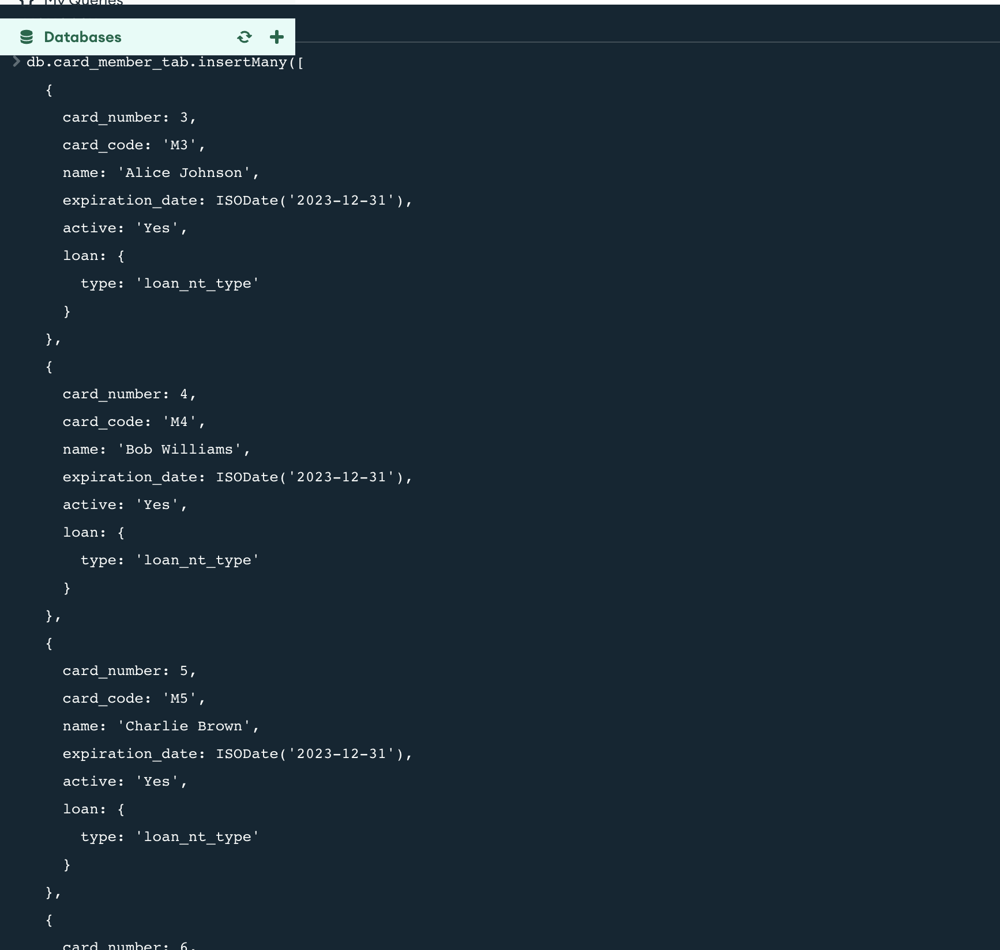 My Queries
Databases
db.card_member_tab.insertMany([
{
card_number: 3,
card_code: 'M3',
name: 'Alice Johnson',
expiration_date: ISODate('2023-12-31'),
active: 'Yes',
loan: {
type: 'loan_nt_type'
}
},
{
card_number: 4,
card_code: 'M4',
name: 'Bob Williams',
expiration_date: ISODate('2023-12-31'),
active: 'Yes',
loan: {
type: 'loan_nt_type'
}
},
{
card_number: 5,
card_code: 'M5',
name: 'Charlie Brown',
expiration_date: ISODate('2023-12-31'),
active: 'Yes',
loan: {
type: 'loan_nt_type'
}
},
{
card_number: 6,